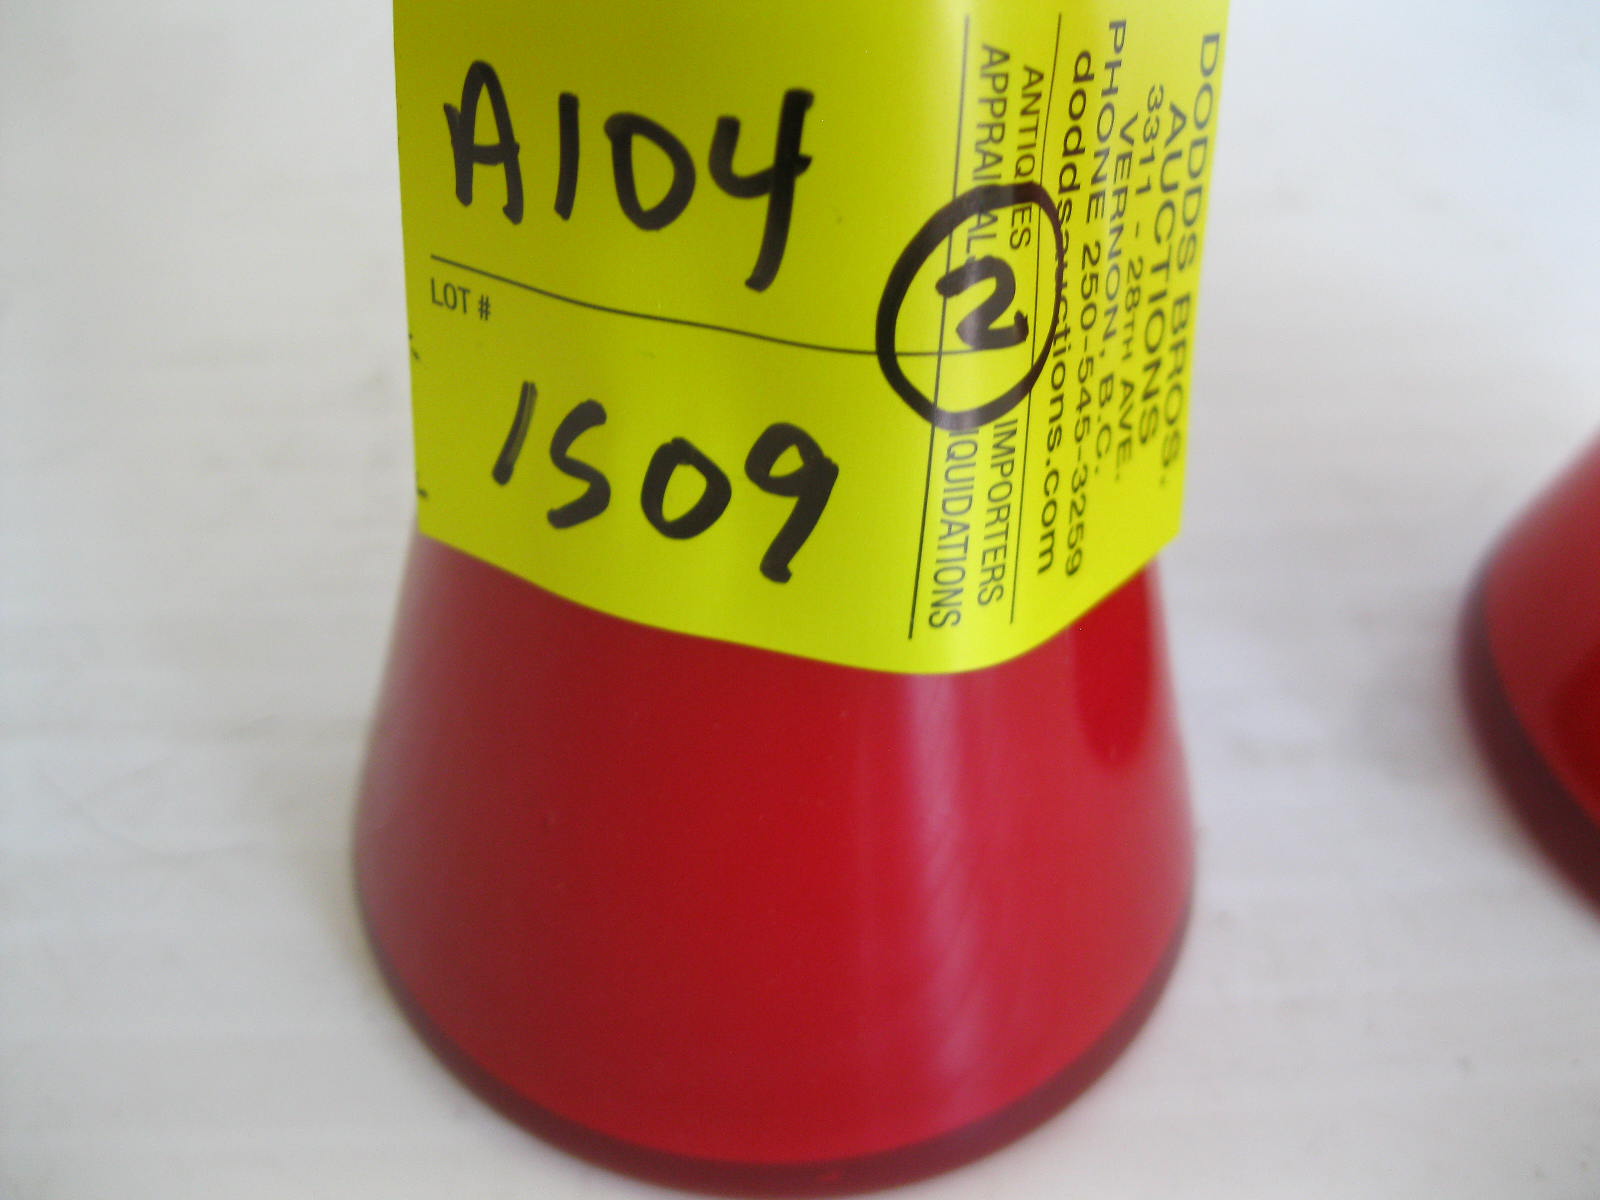 A104
LOT #
1509
2
DODDS BROS.
AUCTIONS
3311 - 28TH AVE.
VERNON, B.C.
PHONE 250-545-3259
doddsauctions.com
ANTIQUES IMPORTERS
APPRAISALS LIQUIDATIONS